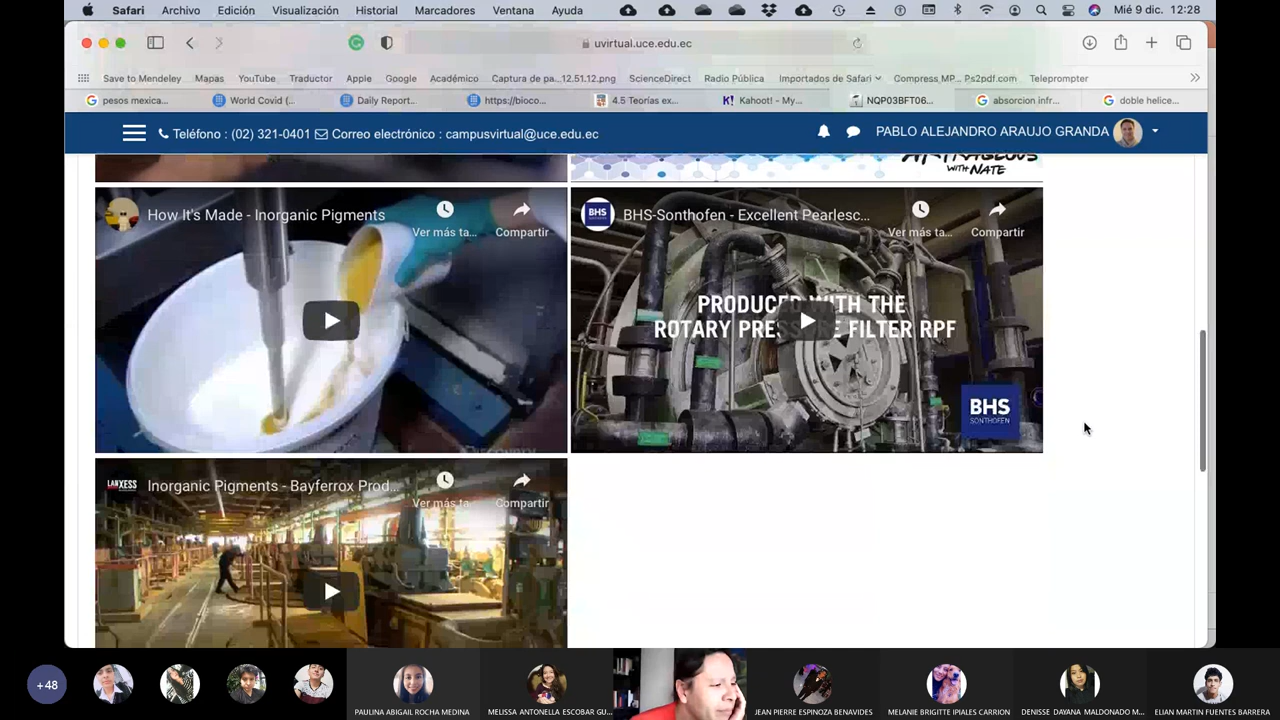 Safari Archivo Edición Visualización Historial Marcadores Ventana Ayuda Mié 9 dic. 12:28
uvirtual.uce.edu.ec
Save to Mendeley Mapas YouTube Traductor Apple Google Académico Captura de pa...12.51.12.png ScienceDirect Radio Pública Importados de Safari Compress MP... Ps2pdf.com Teleprompter
pesos mexica... World Covid (... Daily Report... https://bioco... 4.5 Teorías ex... Kahoot! - My... NQP03BFT06... absorcion infr... doble helice...
Teléfono : (02) 321-0401 Correo electrónico : campusvirtual@uce.edu.ec PABLO ALEJANDRO ARAUJO GRANDA
WITH NATE
How It's Made - Inorganic Pigments
Ver más ta... Compartir
BHS
BHS-Sonthofen - Excellent Pearlesc...
Ver más ta... Compartir
PRODUCED WITH THE
ROTARY PRESSURE FILTER RPF
BHS
SONTHOFEN
LANXESS
Inorganic Pigments - Bayferrox Prod...
Ver más ta... Compartir
+48
PAULINA ABIGAIL ROCHA MEDINA
MELISSA ANTONELLA ESCOBAR GU...
JEAN PIERRE ESPINOZA BENAVIDES
MELANIE BRIGITTE IPIALES CARRION
DENISSE DAYANA MALDONADO M...
ELIAN MARTIN FUENTES BARRERA